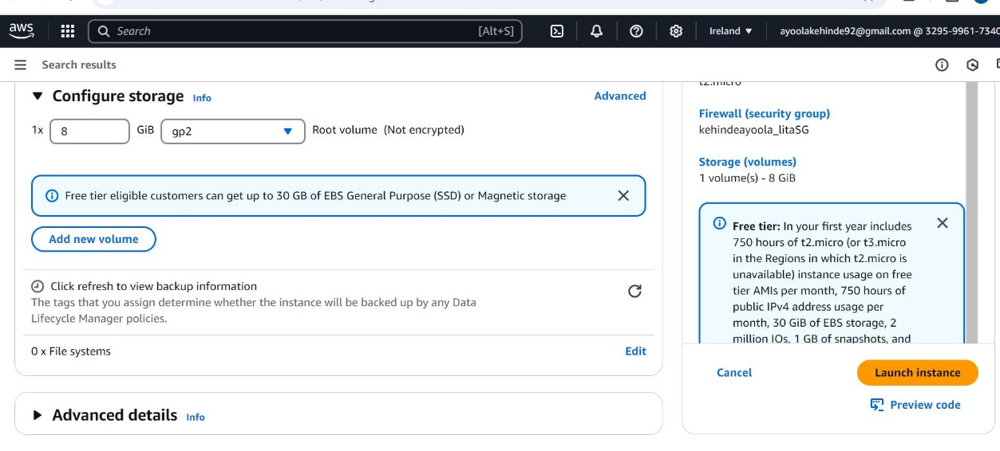 aws
Search [Alt+S]
Ireland ▼
ayoolakehinde92@gmail.com @ 3295-9961-7340
Search results
▼ Configure storage Info
Advanced
1x 8 GiB gp2 Root volume (Not encrypted)
Free tier eligible customers can get up to 30 GB of EBS General Purpose (SSD) or Magnetic storage
Add new volume
Click refresh to view backup information
The tags that you assign determine whether the instance will be backed up by any Data
Lifecycle Manager policies.
0 x File systems
Edit
Advanced details Info
t2.micro
Firewall (security group)
kehindeayoola_litaSG
Storage (volumes)
1 volume(s) - 8 GiB
Free tier: In your first year includes
750 hours of t2.micro (or t3.micro
in the Regions in which t2.micro is
unavailable) instance usage on free
tier AMIs per month, 750 hours of
public IPv4 address usage per
month, 30 GiB of EBS storage, 2
million IOs, 1 GB of snapshots, and
Cancel
Launch instance
Preview code